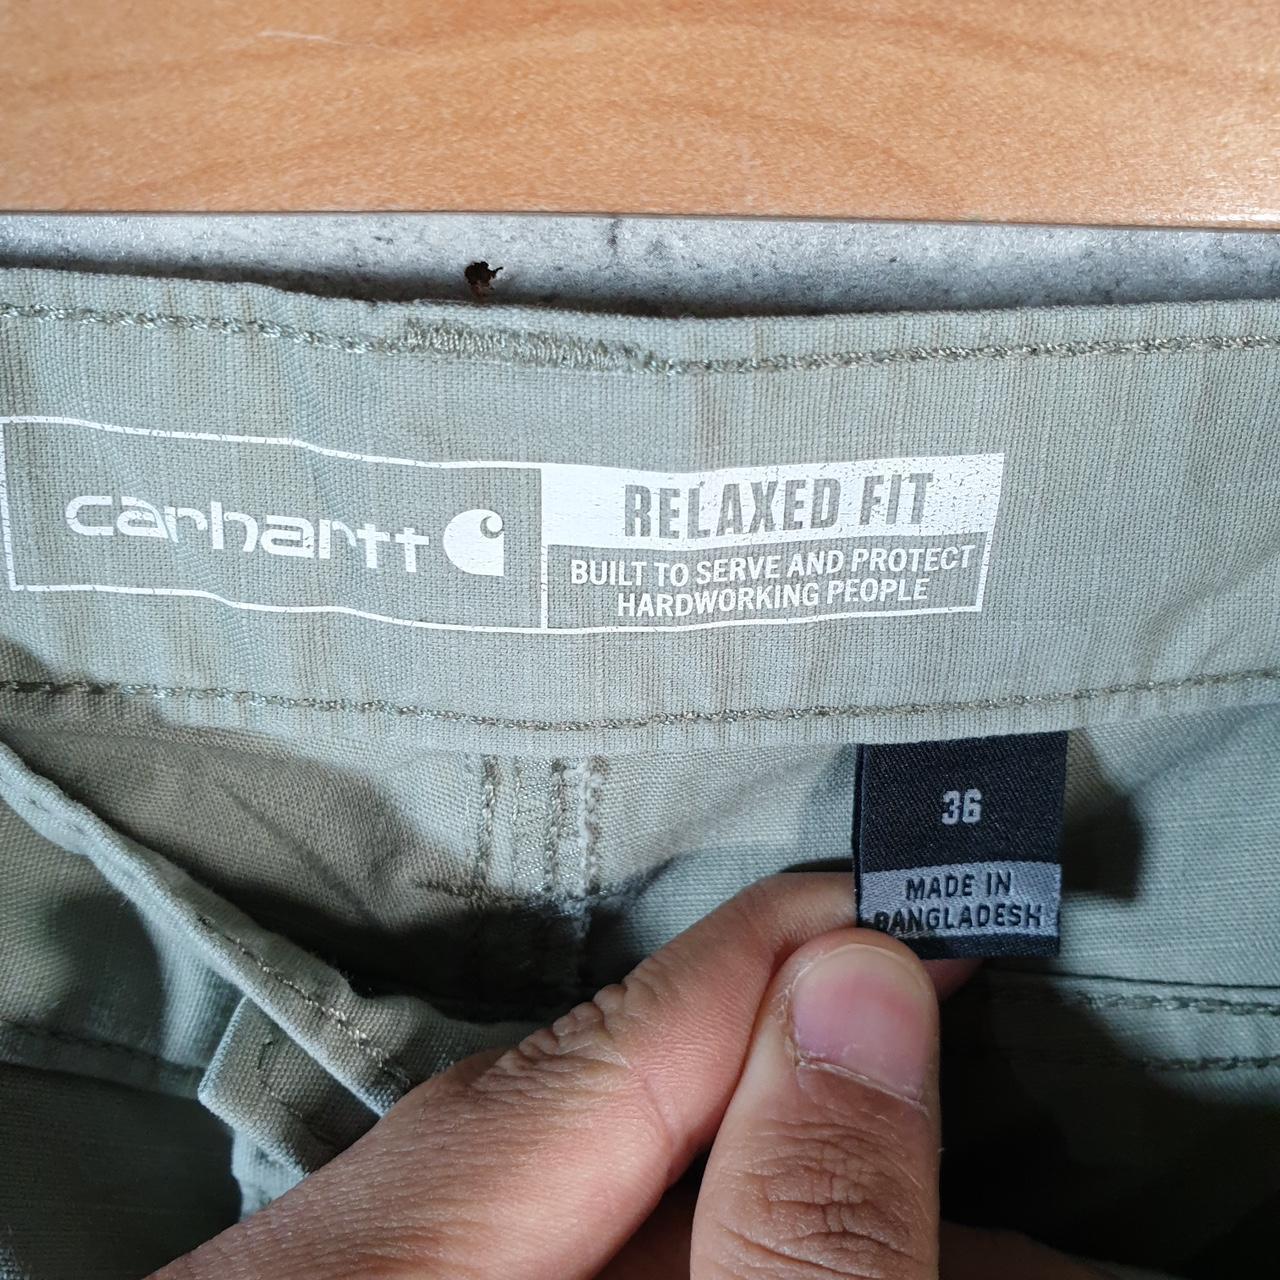 carhartt
RELAXED FIT
BUILT TO SERVE AND PROTECT
HARDWORKING PEOPLE
36
MADE IN
BANGLADESH